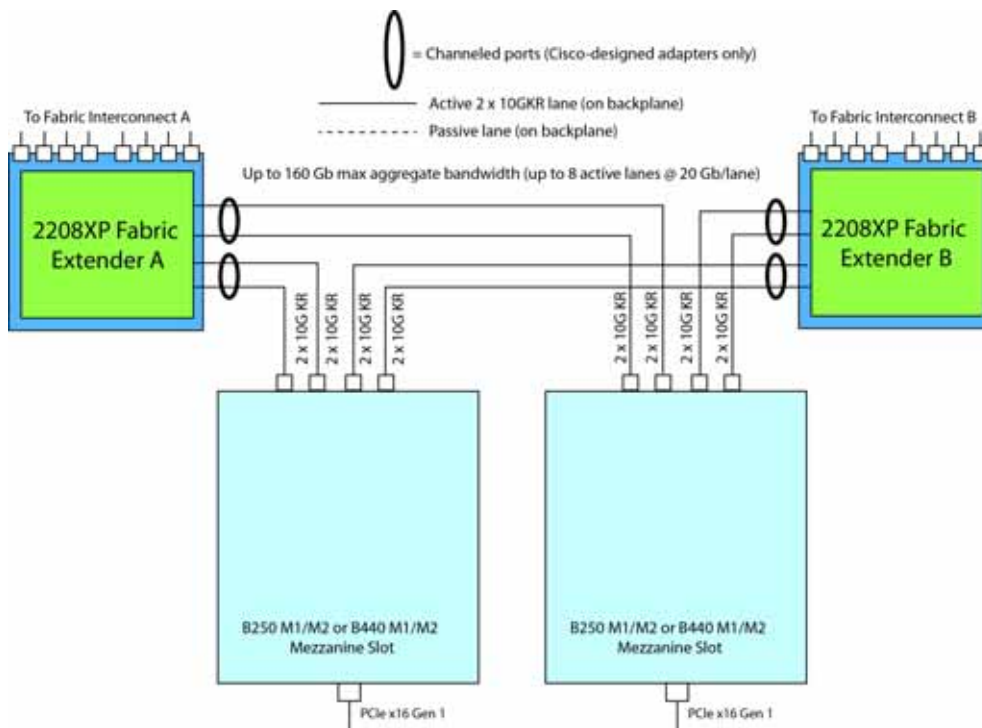 = Channeled ports (Cisco-designed adapters only)
Active 2 x 10GKR lane (on backplane)
Passive lane (on backplane)
To Fabric Interconnect A
To Fabric Interconnect B
Up to 160 Gb max aggregate bandwidth (up to 8 active lanes @ 20 Gb/lane)
2208XP Fabric
Extender A
2208XP Fabric
Extender B
2 x 10G KR
2 x 10G KR
2 x 10G KR
2 x 10G KR
2 x 10G KR
2 x 10G KR
2 x 10G KR
2 x 10G KR
B250 M1/M2 or B440 M1/M2
Mezzanine Slot
B250 M1/M2 or B440 M1/M2
Mezzanine Slot
PCIe x16 Gen 1
PCIe x16 Gen 1